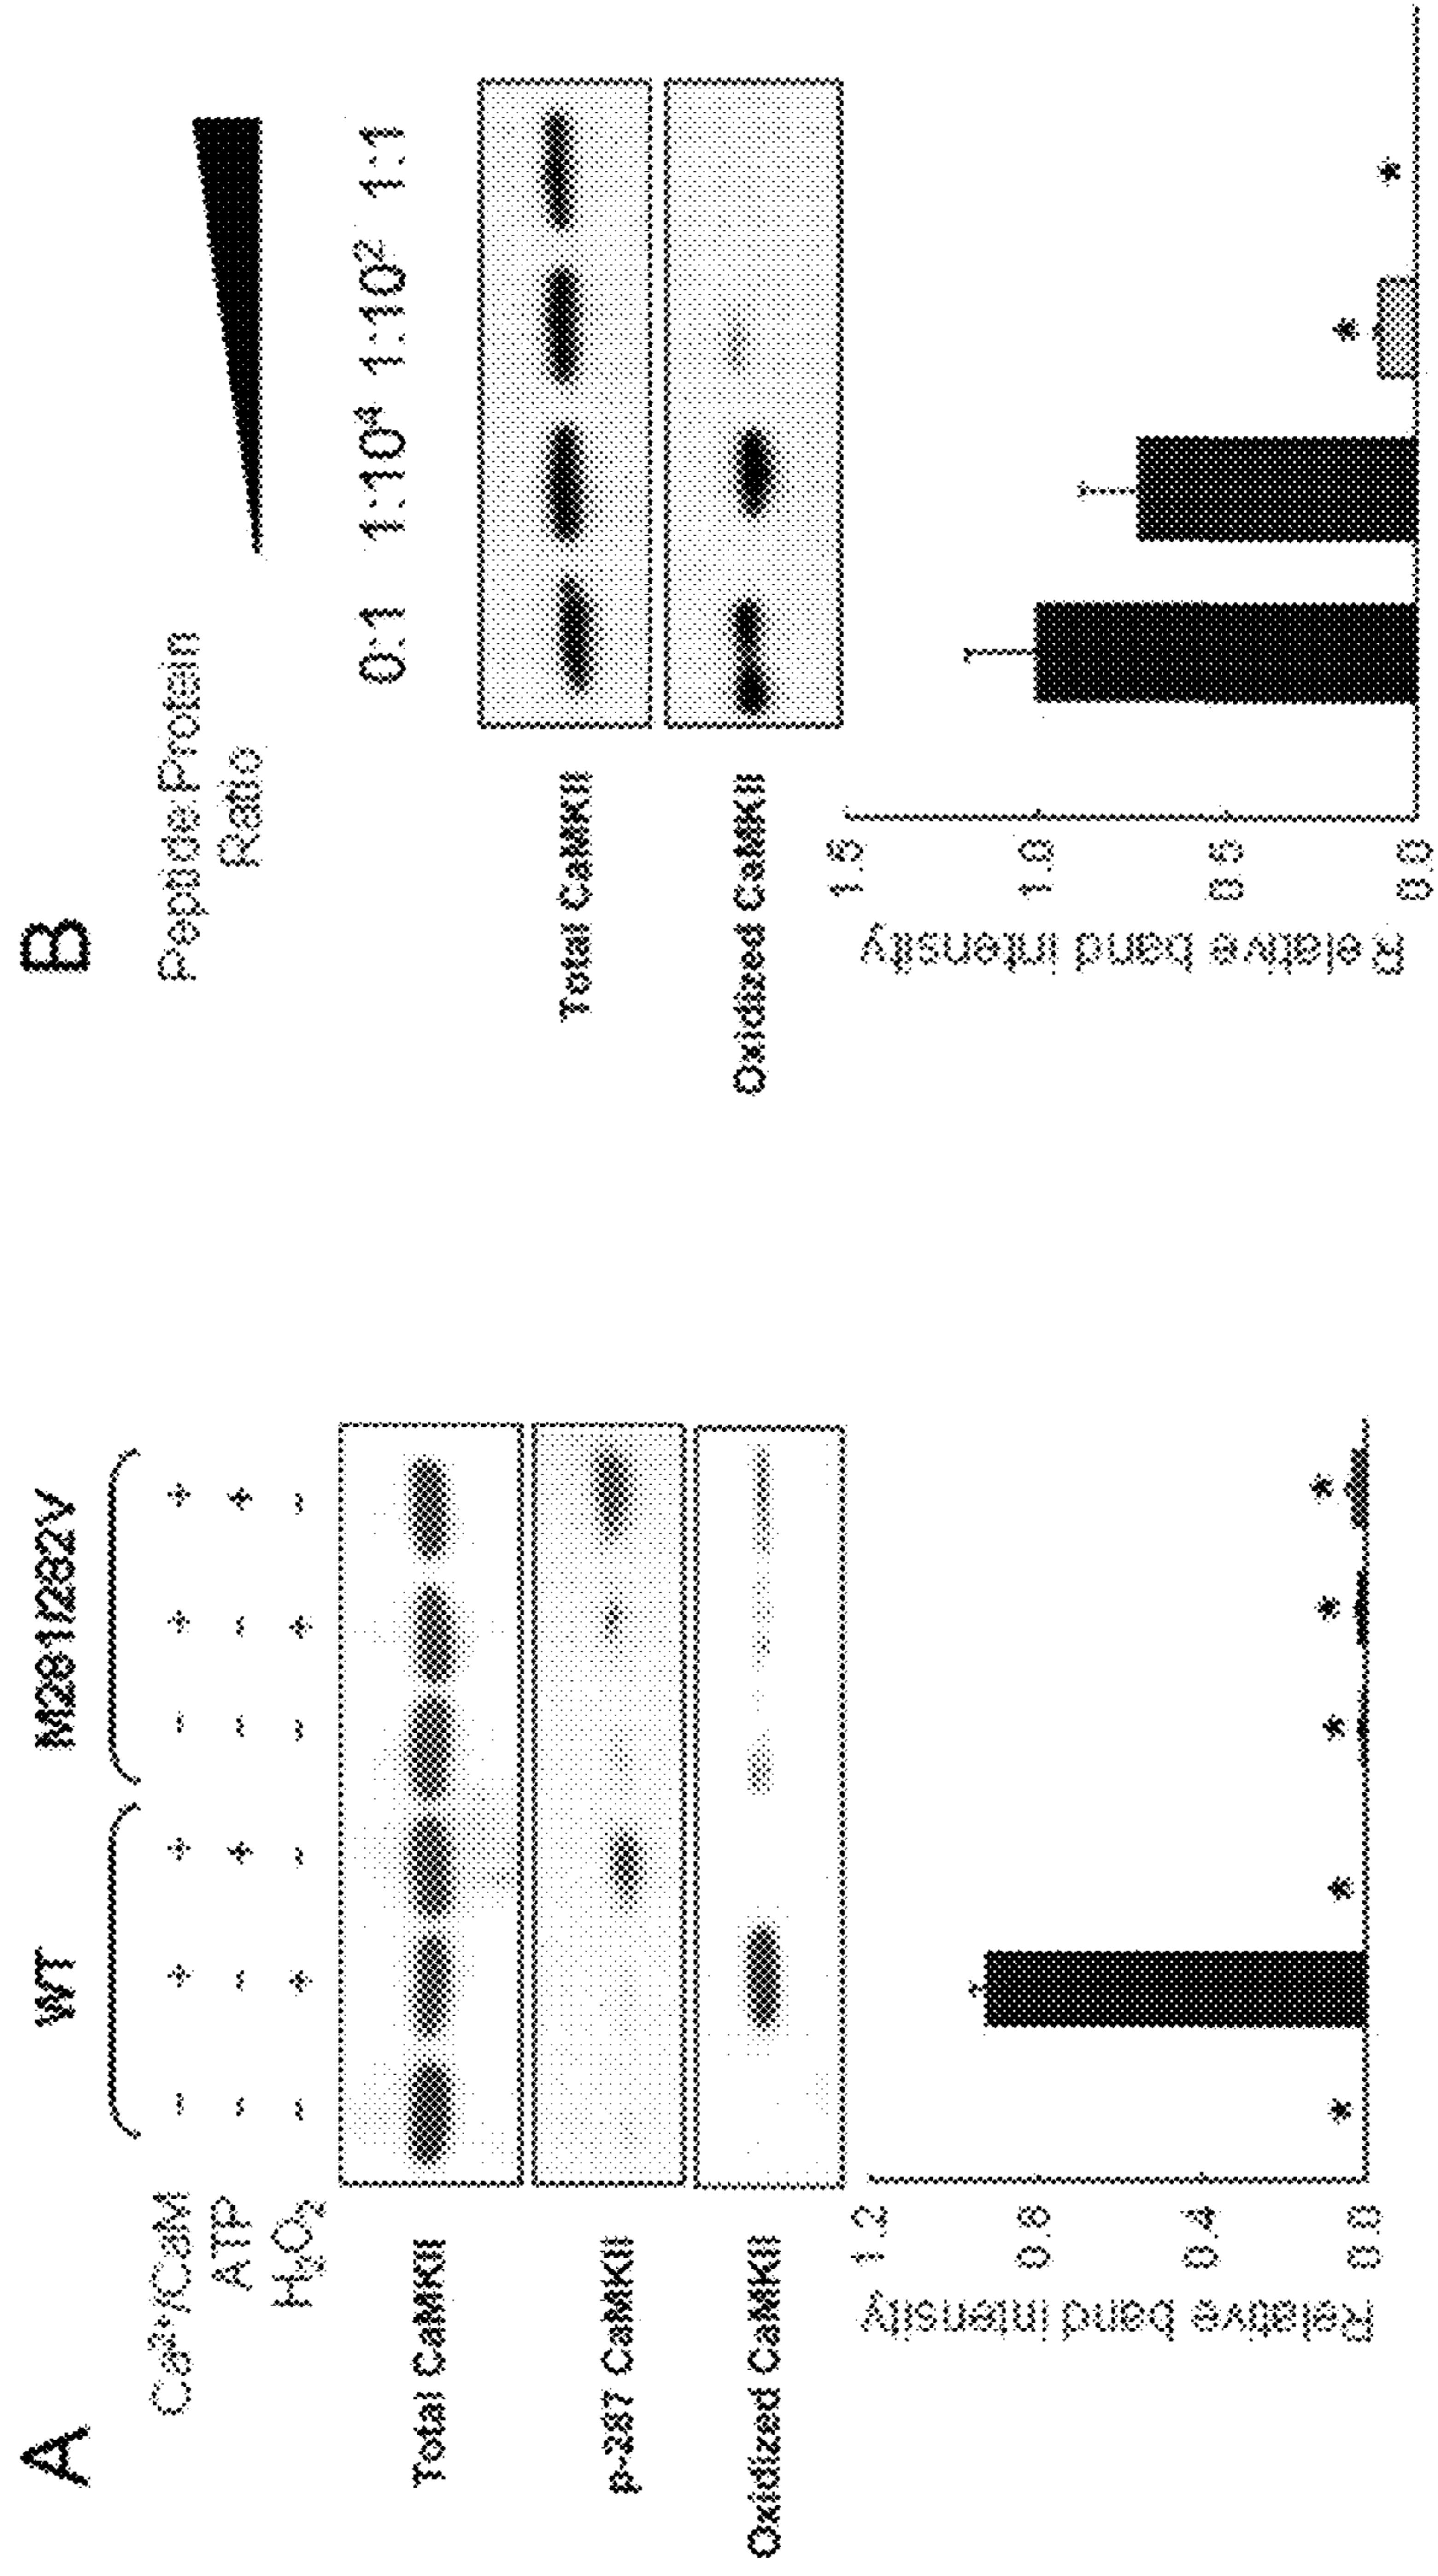 A
WT M281/282V
Ca²⁺/CaM - + + - + +
ATP - - + - - +
H₂O₂ - + - - + -
Total CaMKII
p-287 CaMKII
Oxidized CaMKII
Relative band intensity
1.2
0.8
0.4
0.0
* * * * *
B
Peptide:Protein
Ratio
0:1 1:10⁴ 1:10² 1:1
Total CaMKII
Oxidized CaMKII
Relative band intensity
1.5
1.0
0.5
0.0
* *